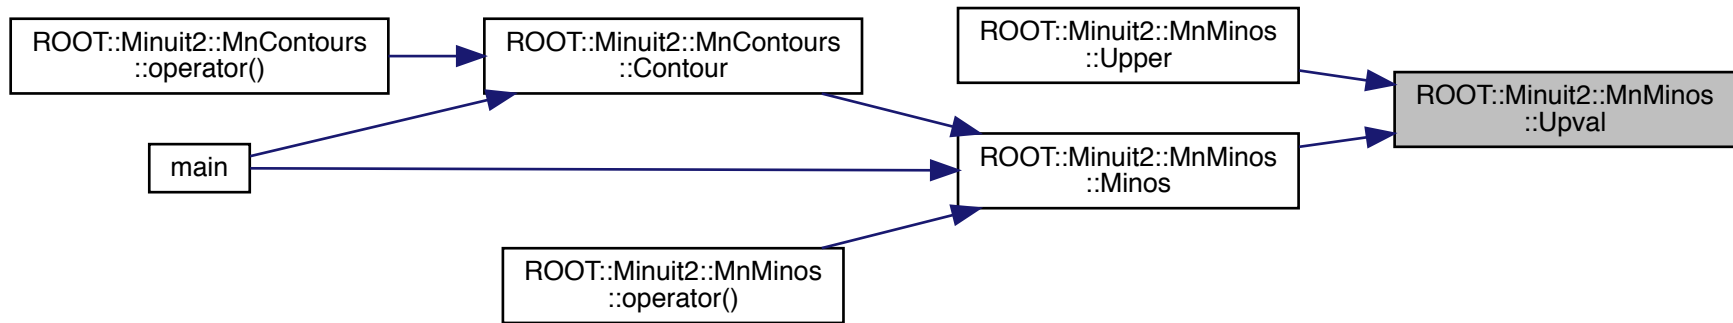 ROOT::Minuit2::MnContours
::operator()
ROOT::Minuit2::MnContours
::Contour
main
ROOT::Minuit2::MnMinos
::Upper
ROOT::Minuit2::MnMinos
::Minos
ROOT::Minuit2::MnMinos
::operator()
ROOT::Minuit2::MnMinos
::Upval